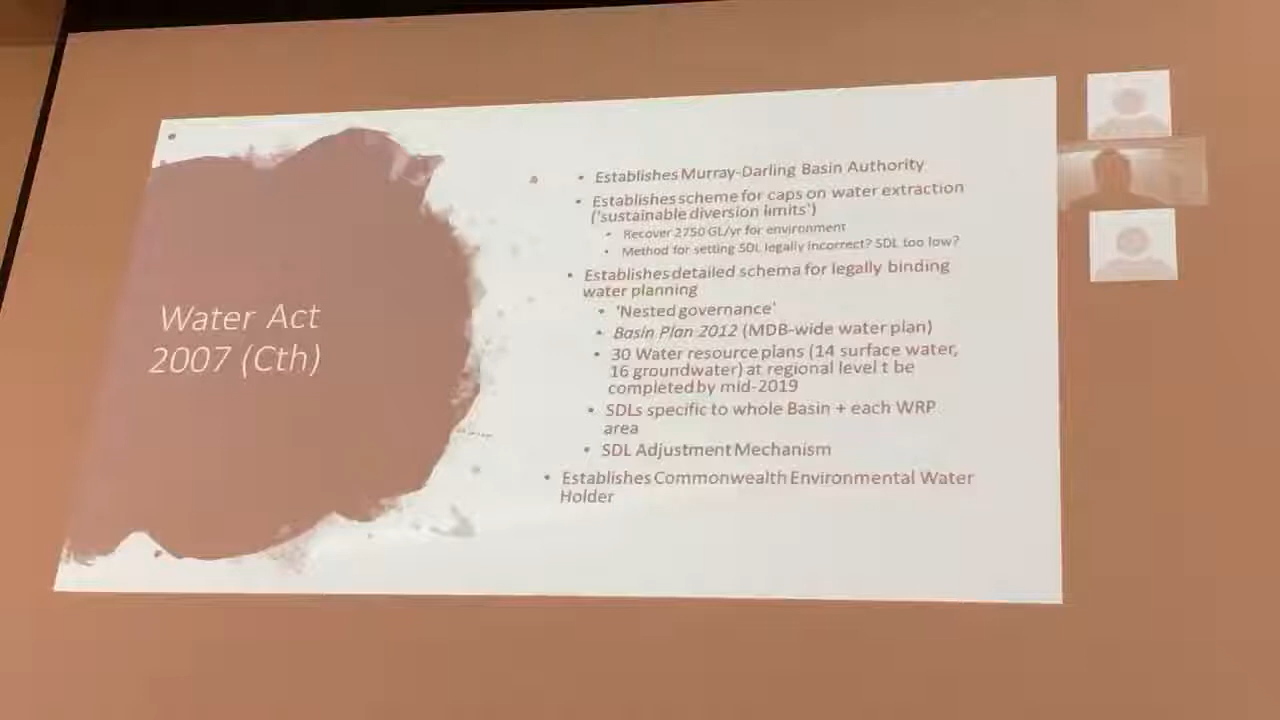 Water Act
2007 (Cth)
• Establishes Murray-Darling Basin Authority
• Establishes scheme for caps on water extraction
('sustainable diversion limits')
• Recover 2750 GL/yr for environment
• Method for setting SDL legally incorrect? SDL too low?
• Establishes detailed schema for legally binding
water planning
• 'Nested governance'
• Basin Plan 2012 (MDB-wide water plan)
• 30 Water resource plans (14 surface water,
16 groundwater) at regional level t be
completed by mid-2019
• SDLs specific to whole Basin + each WRP
area
• SDL Adjustment Mechanism
• Establishes Commonwealth Environmental Water
Holder